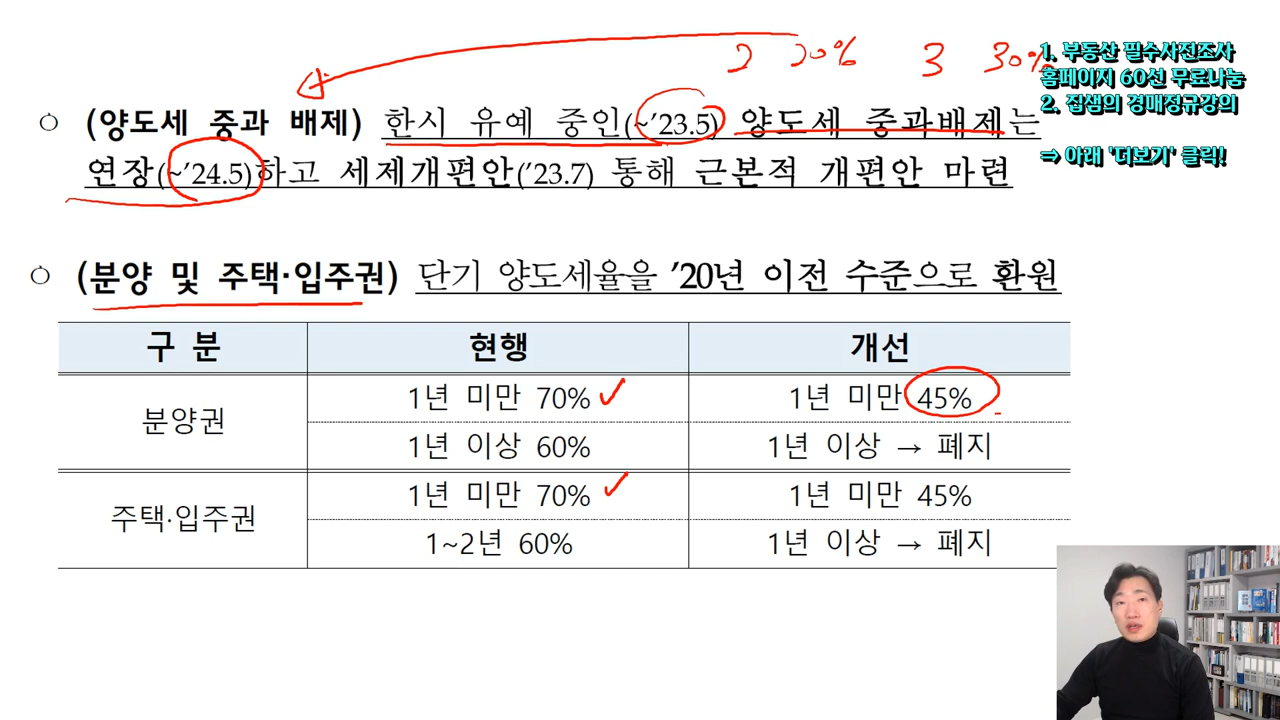 2 20% 3 30%
1. 부동산 필수사전조사
홈페이지 60선 무료나눔
2. 집샘의 경매정규강의
⇒ 아래 '더보기' 클릭!
○ (양도세 중과 배제) 한시 유예 중인(~'23.5) 양도세 중과배제는
연장(~'24.5)하고 세제개편안('23.7) 통해 근본적 개편안 마련
○ (분양 및 주택·입주권) 단기 양도세율을 '20년 이전 수준으로 환원
구 분 현행 개선
분양권 1년 미만 70% 1년 미만 45%
1년 이상 60% 1년 이상 → 폐지
주택·입주권 1년 미만 70% 1년 미만 45%
1~2년 60% 1년 이상 → 폐지